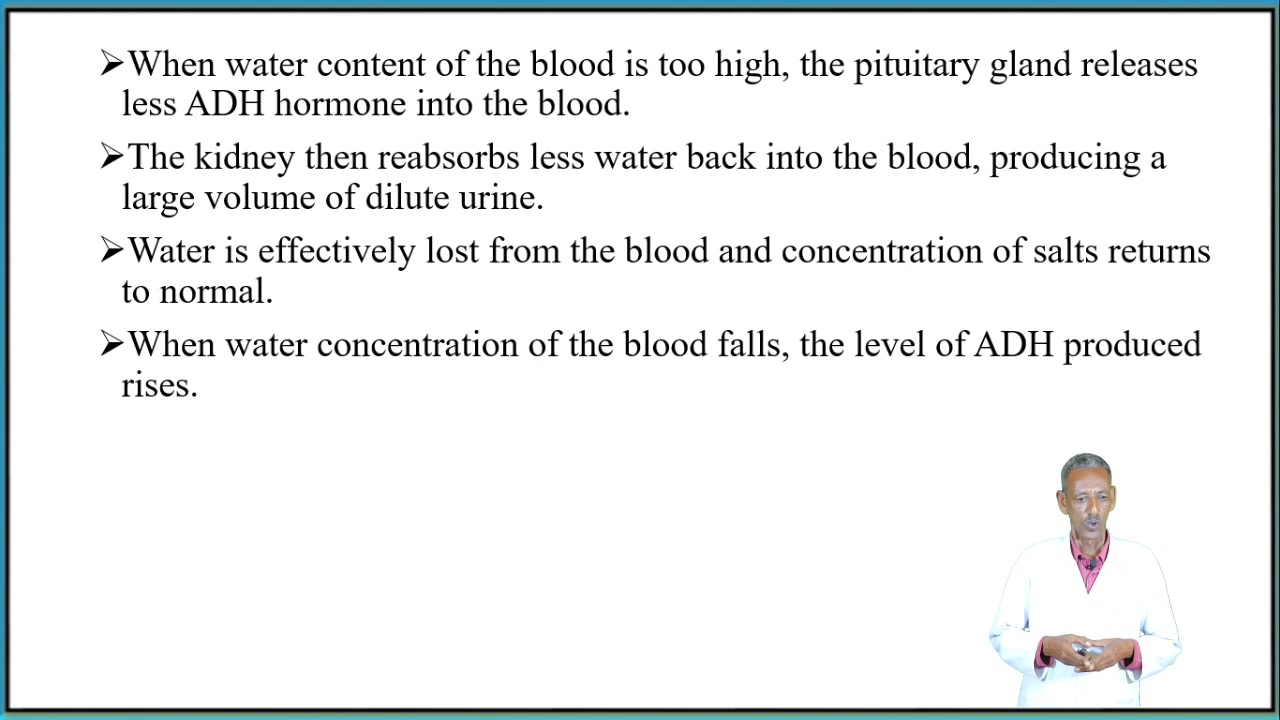 ➢When water content of the blood is too high, the pituitary gland releases
less ADH hormone into the blood.
➢The kidney then reabsorbs less water back into the blood, producing a
large volume of dilute urine.
➢Water is effectively lost from the blood and concentration of salts returns
to normal.
➢When water concentration of the blood falls, the level of ADH produced
rises.